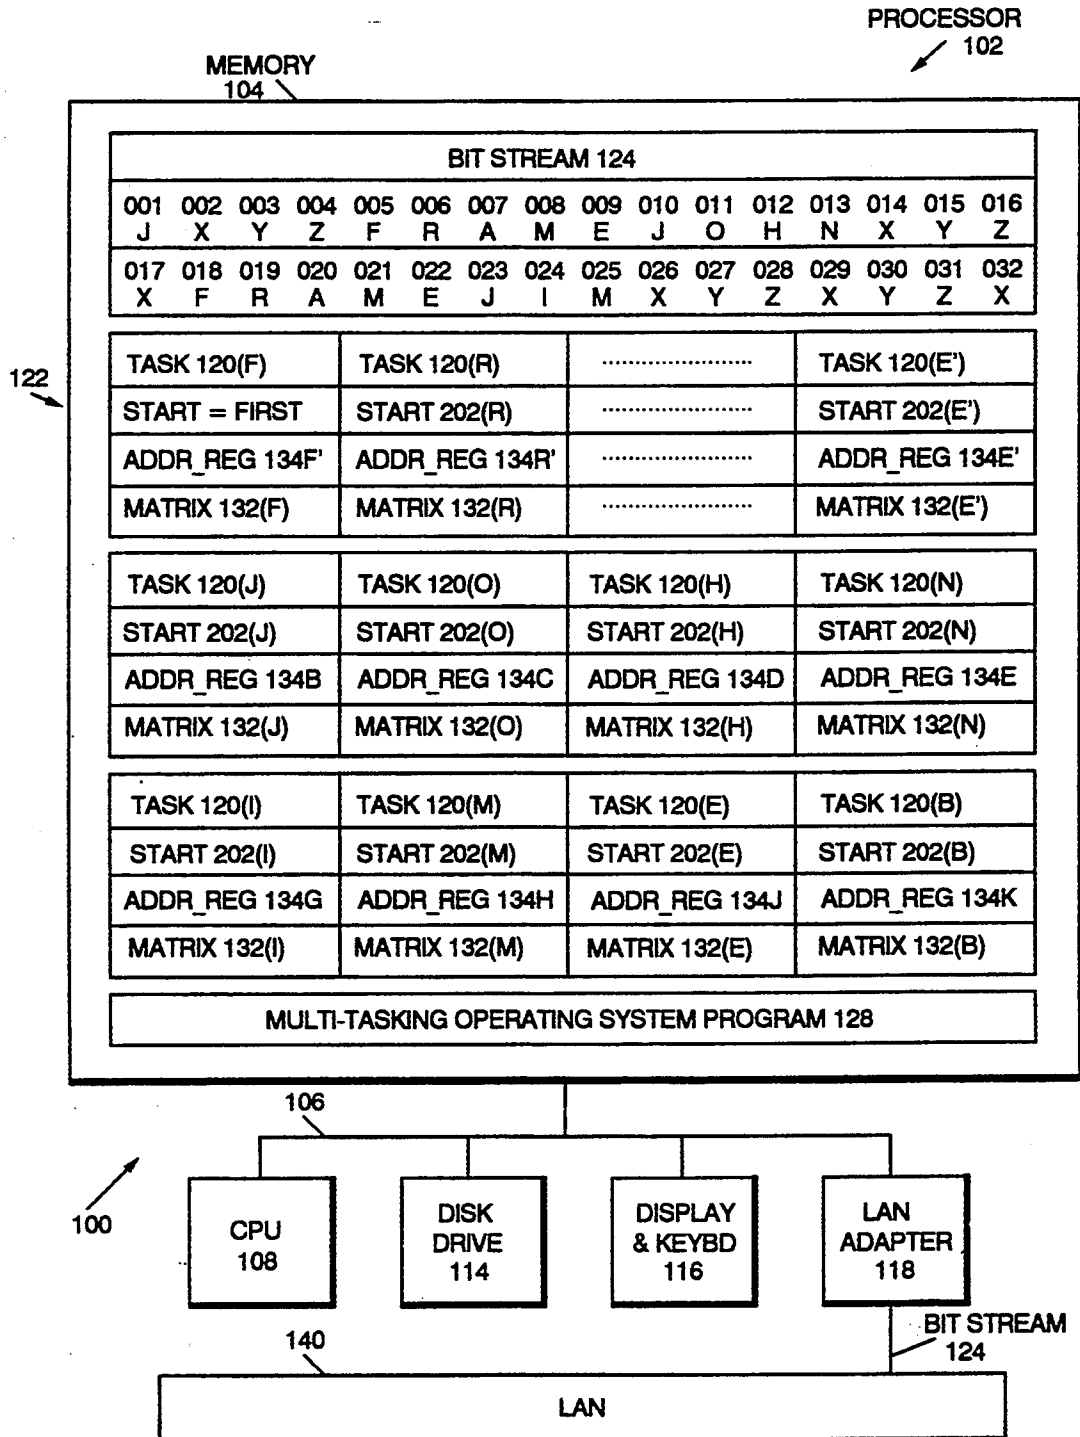 PROCESSOR
102
MEMORY
104
BIT STREAM 124
001 002 003 004 005 006 007 008 009 010 011 012 013 014 015 016
J X Y Z F R A M E J O H N X Y Z
017 018 019 020 021 022 023 024 025 026 027 028 029 030 031 032
X F R A M E J I M X Y Z X Y Z X
122
TASK 120(F) TASK 120(R) ...................... TASK 120(E')
START = FIRST START 202(R) ...................... START 202(E')
ADDR_REG 134F' ADDR_REG 134R' ...................... ADDR_REG 134E'
MATRIX 132(F) MATRIX 132(R) ...................... MATRIX 132(E')
TASK 120(J) TASK 120(O) TASK 120(H) TASK 120(N)
START 202(J) START 202(O) START 202(H) START 202(N)
ADDR_REG 134B ADDR_REG 134C ADDR_REG 134D ADDR_REG 134E
MATRIX 132(J) MATRIX 132(O) MATRIX 132(H) MATRIX 132(N)
TASK 120(I) TASK 120(M) TASK 120(E) TASK 120(B)
START 202(I) START 202(M) START 202(E) START 202(B)
ADDR_REG 134G ADDR_REG 134H ADDR_REG 134J ADDR_REG 134K
MATRIX 132(I) MATRIX 132(M) MATRIX 132(E) MATRIX 132(B)
MULTI-TASKING OPERATING SYSTEM PROGRAM 128
106
100
CPU
108
DISK
DRIVE
114
DISPLAY
& KEYBD
116
LAN
ADAPTER
118
BIT STREAM
124
140
LAN